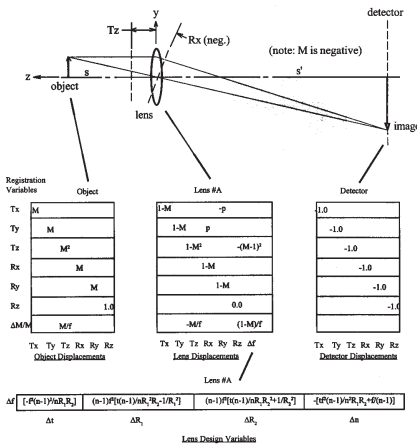 detector
y
Tz
Rx (neg.)
(note: M is negative)
z
s
s'
object
lens
image
Registration
Variables
Object
Lens #A
Detector
Tx M 1-M -p -1.0
Ty M 1-M p -1.0
Tz M² 1-M² -(M-1)² -1.0
Rx M 1-M -1.0
Ry M 1-M -1.0
Rz 1.0 0.0 -1.0
ΔM/M M/f -M/f (1-M)/f
Tx Ty Tz Rx Ry Rz Tx Ty Tz Rx Ry Rz Δf Tx Ty Tz Rx Ry Rz
Object Displacements Lens Displacements Detector Displacements
Lens #A
Δf [-f²(n-1)²/nR₁R₂] (n-1)f²[t(n-1)/nR₁²R₂-1/R₁²] (n-1)f²[t(n-1)/nR₁R₂²+1/R₂²] -[tf²(n-1)/n²R₁R₂+f/(n-1)]
Δt ΔR₁ ΔR₂ Δn
Lens Design Variables